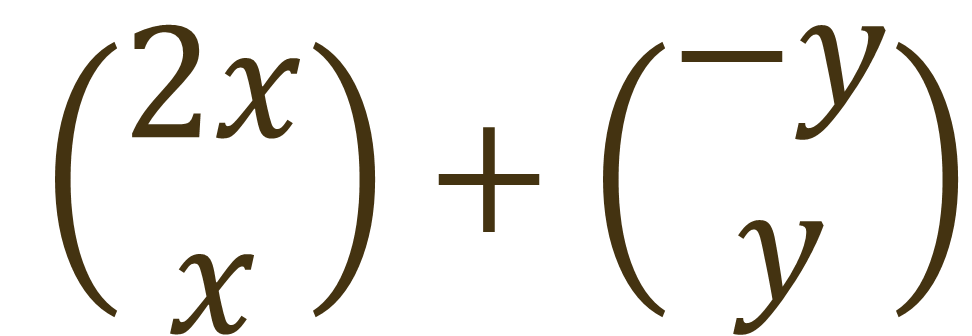 (2x) + (−y)
(x) (y)